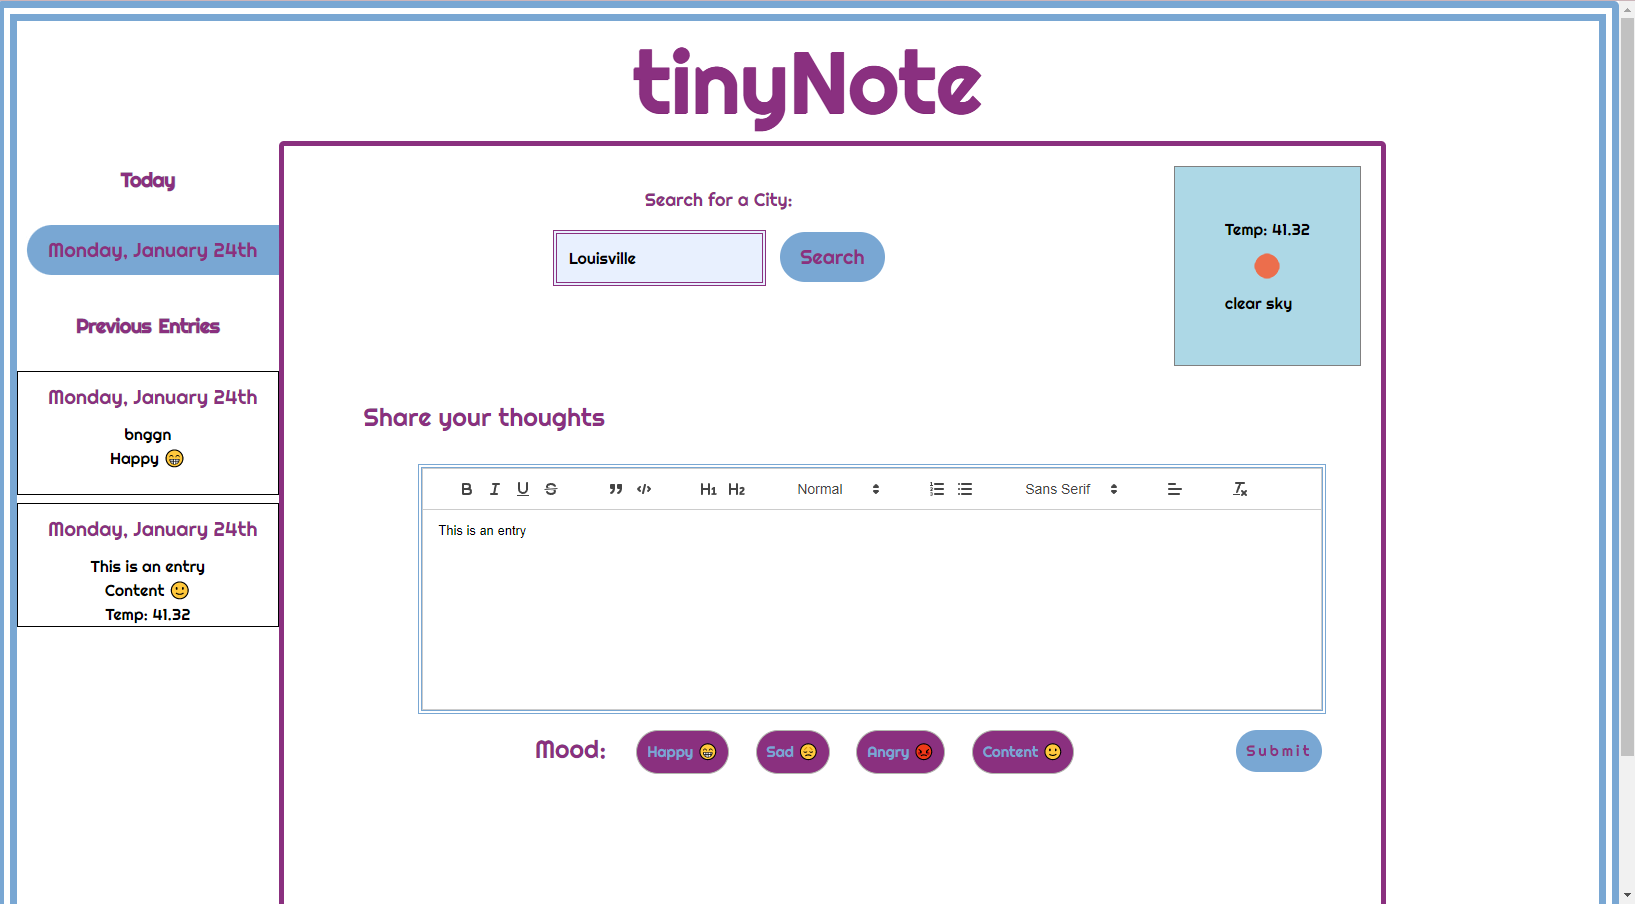 tinyNote
Today
Monday, January 24th
Previous Entries
Monday, January 24th
bnggn
Happy 😁
Monday, January 24th
This is an entry
Content 🙂
Temp: 41.32
Search for a City:
Louisville
Search
Temp: 41.32
clear sky
Share your thoughts
B I U S H1 H2 Normal Sans Serif Tx
This is an entry
Mood: Happy 😁 Sad 😔 Angry 😡 Content 🙂 Submit